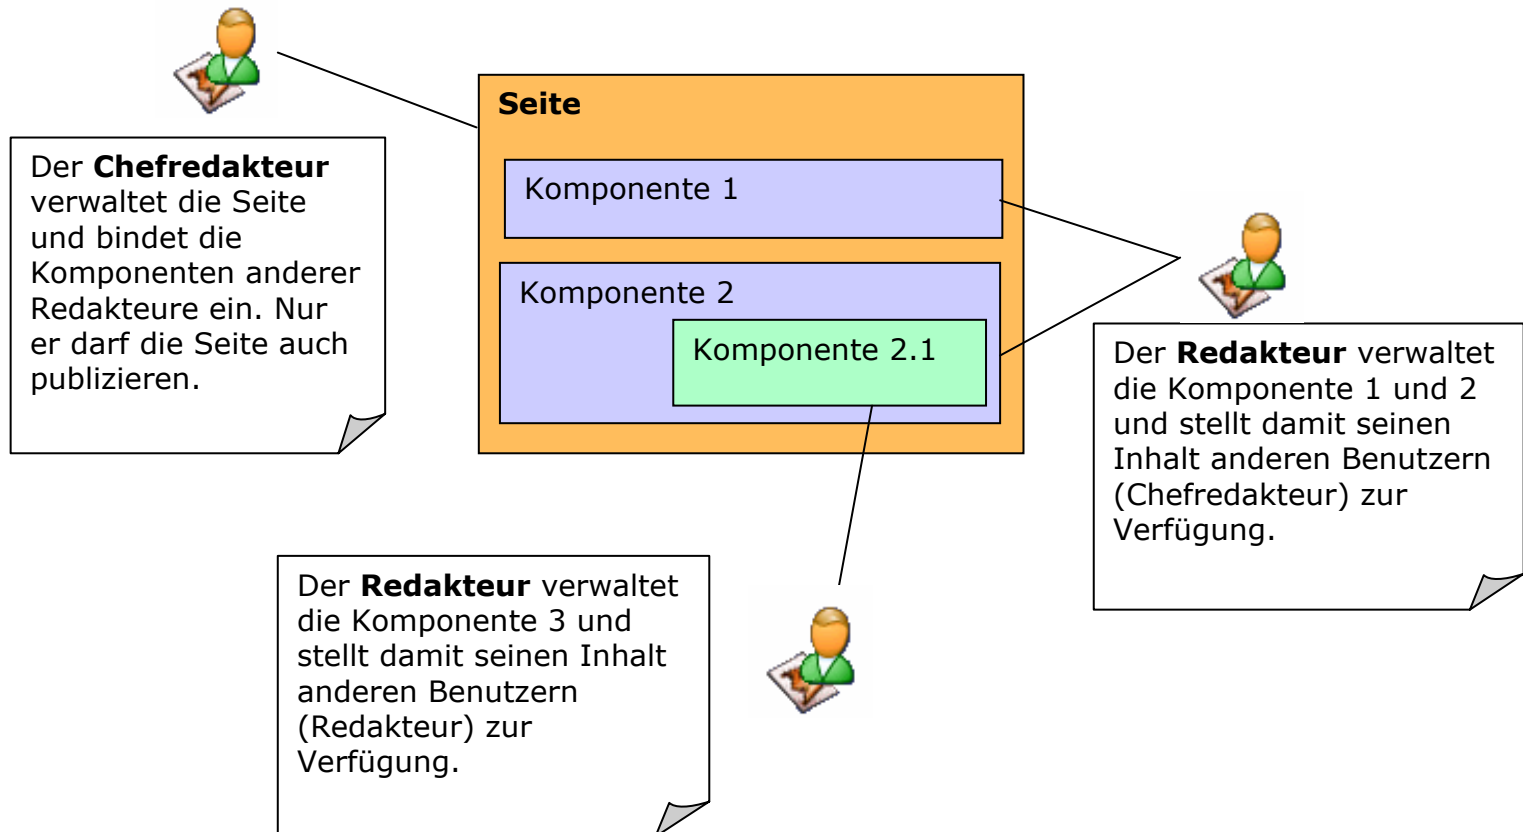 Seite
Der Chefredakteur
verwaltet die Seite
und bindet die
Komponenten anderer
Redakteure ein. Nur
er darf die Seite auch
publizieren.
Komponente 1
Komponente 2
Komponente 2.1
Der Redakteur verwaltet
die Komponente 1 und 2
und stellt damit seinen
Inhalt anderen Benutzern
(Chefredakteur) zur
Verfügung.
Der Redakteur verwaltet
die Komponente 3 und
stellt damit seinen Inhalt
anderen Benutzern
(Redakteur) zur
Verfügung.